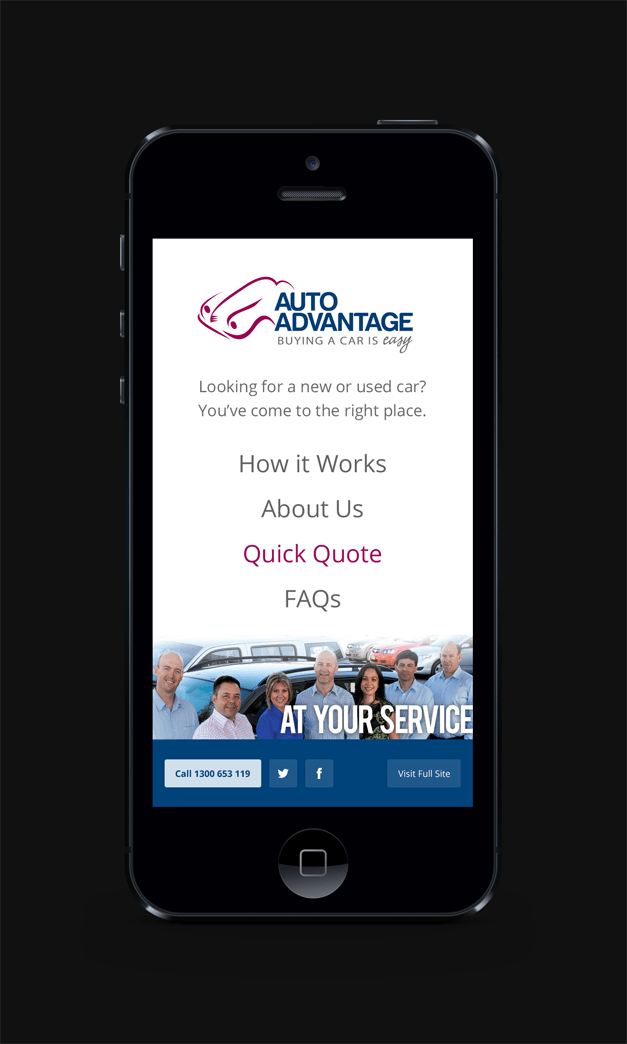 AUTO
ADVANTAGE
BUYING A CAR IS easy
Looking for a new or used car?
You’ve come to the right place.
How it Works
About Us
Quick Quote
FAQs
AT YOUR SERVICE
Call 1300 653 119
Visit Full Site